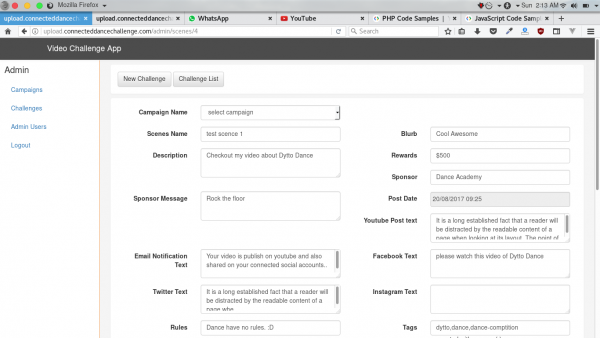 Mozilla Firefox
Sun 2:13 AM
upload.connecteddancech
upload.connecteddancech
WhatsApp
YouTube
PHP Code Samples |
JavaScript Code Sampl
upload.connecteddancechallenge.com/admin/scenes/4
Search
Video Challenge App
Admin
Campaigns
Challenges
Admin Users
Logout
New Challenge
Challenge List
Campaign Name
select campaign
Scenes Name
test scence 1
Blurb
Cool Awesome
Description
Checkout my video about Dytto Dance
Rewards
$500
Sponsor
Dance Academy
Sponsor Message
Rock the floor
Post Date
20/08/2017 09:25
Youtube Post text
It is a long established fact that a reader
will be distracted by the readable content of a
page when looking at its layout. The point of
Email Notification
Text
Your video is publish on youtube and also
shared on your connected social accounts..
Facebook Text
please watch this video of Dytto Dance
Twitter Text
It is a long established fact that a reader will
be distracted by the readable content of a
page whe
Instagram Text
Rules
Dance have no rules. :D
Tags
dytto,dance,dance-comptition